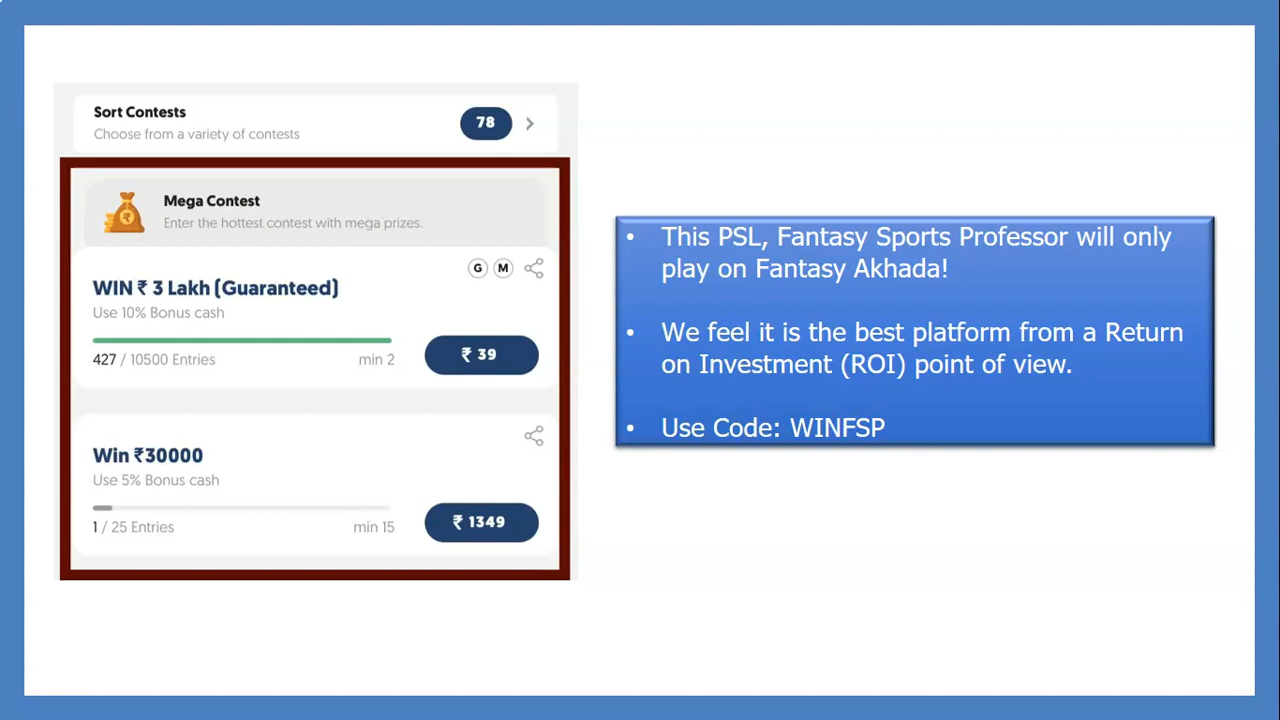 Sort Contests
Choose from a variety of contests
78
Mega Contest
Enter the hottest contest with mega prizes.
G M
WIN ₹ 3 Lakh (Guaranteed)
Use 10% Bonus cash
427 / 10500 Entries
min 2
₹ 39
Win ₹30000
Use 5% Bonus cash
1 / 25 Entries
min 15
₹ 1349
• This PSL, Fantasy Sports Professor will only
play on Fantasy Akhada!
• We feel it is the best platform from a Return
on Investment (ROI) point of view.
• Use Code: WINFSP